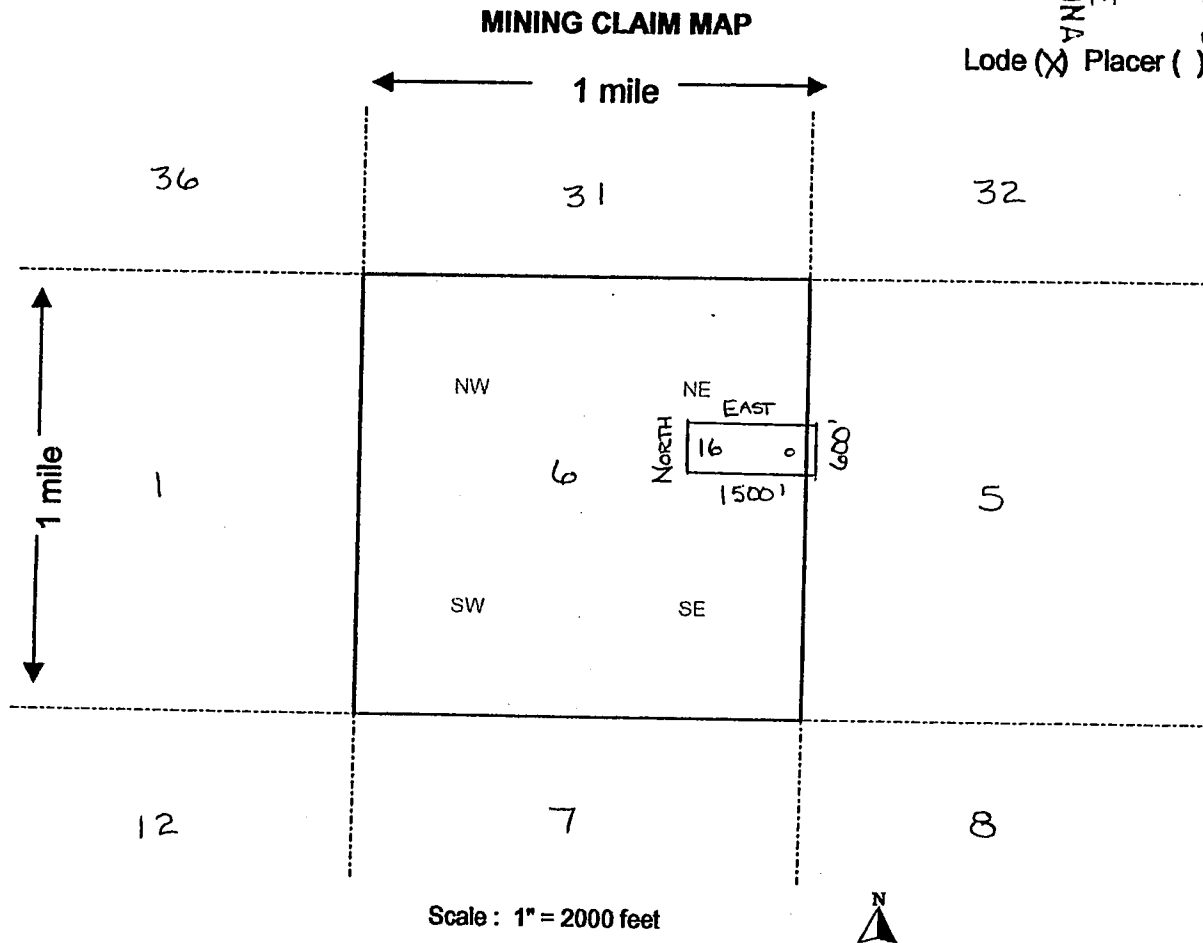 MINING CLAIM MAP
NA
Lode (X) Placer ( )
1 mile
36
31
32
1 mile
NW
NE
EAST
NORTH
16
600'
1
6
1500'
5
SW
SE
12
7
8
Scale : 1" = 2000 feet
N